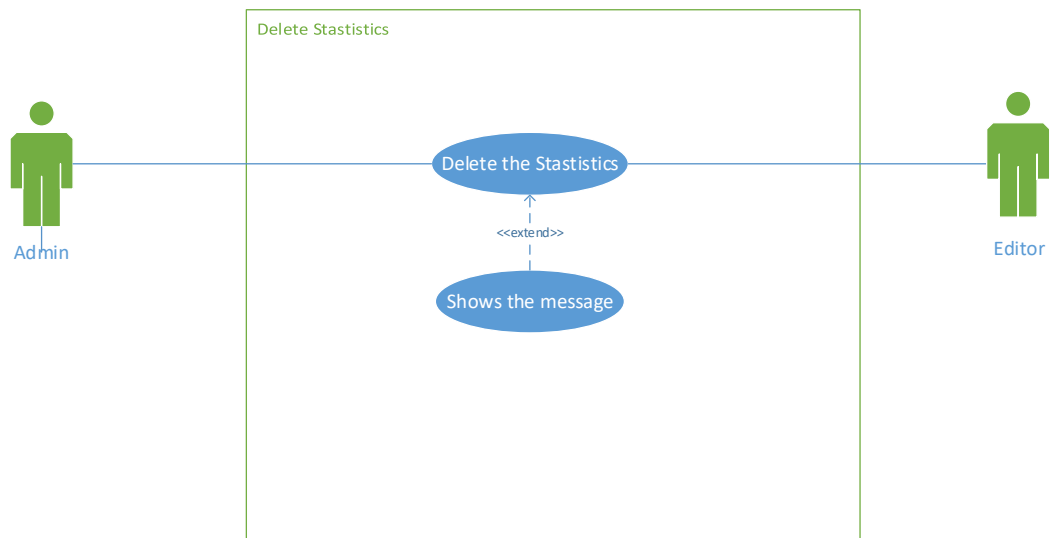 Delete Stastistics
Delete the Stastistics
<<extend>>
Admin
Editor
Shows the message